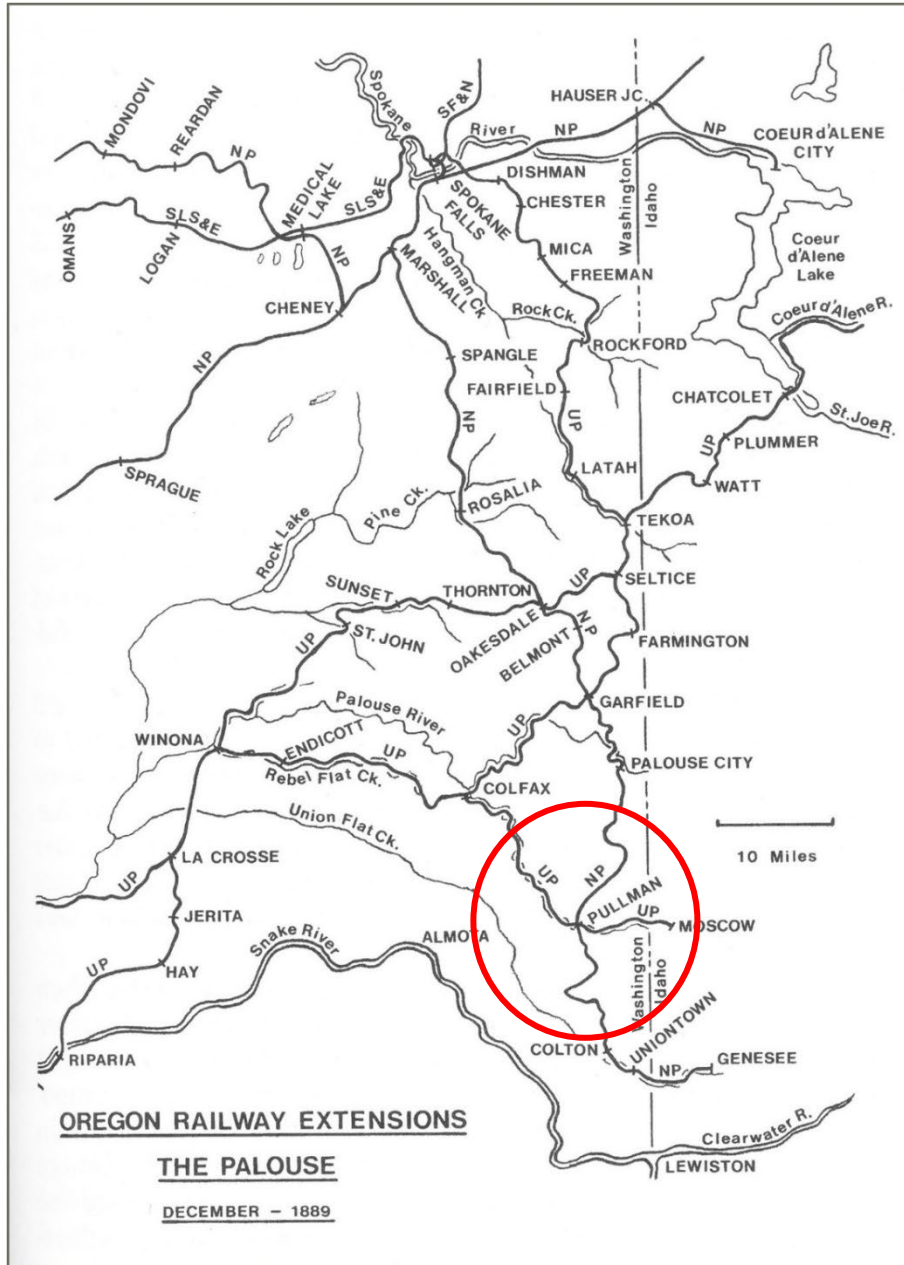 HAUSER JC.
SF&N
Spokane
River
NP
NP
COEUR d'ALENE
CITY
MONDOVI
REARDAN
NP
MEDICAL
LAKE
SLS&E
SPOKANE
FALLS
DISHMAN
CHESTER
MICA
FREEMAN
Washington
Idaho
OMANS
SLS&E
LOGAN
NP
CHENEY
MARSHALL
Hangman Ck
Rock Ck.
Coeur
d'Alene
Lake
Coeur d'Alene R.
NP
SPRAGUE
SPANGLE
FAIRFIELD
ROCKFORD
NP
UP
LATAH
CHATCOLET
St. Joe R.
UP
PLUMMER
WATT
ROSALIA
Pine Ck.
Rock Lake
TEKOA
SUNSET
THORNTON
UP
SELTICE
ST. JOHN
UP
OAKESDALE
BELMONT
NP
FARMINGTON
Palouse River
UP
GARFIELD
WINONA
ENDICOTT
UP
Rebel Flat Ck.
COLFAX
PALOUSE CITY
Union Flat Ck.
10 Miles
LA CROSSE
UP
UP
NP
PULLMAN
UP
MOSCOW
JERITA
Snake River
ALMOTA
HAY
UP
Washington
Idaho
RIPARIA
COLTON
UNIONTOWN
NP
GENESEE
OREGON RAILWAY EXTENSIONS
THE PALOUSE
DECEMBER - 1889
Clearwater R.
LEWISTON